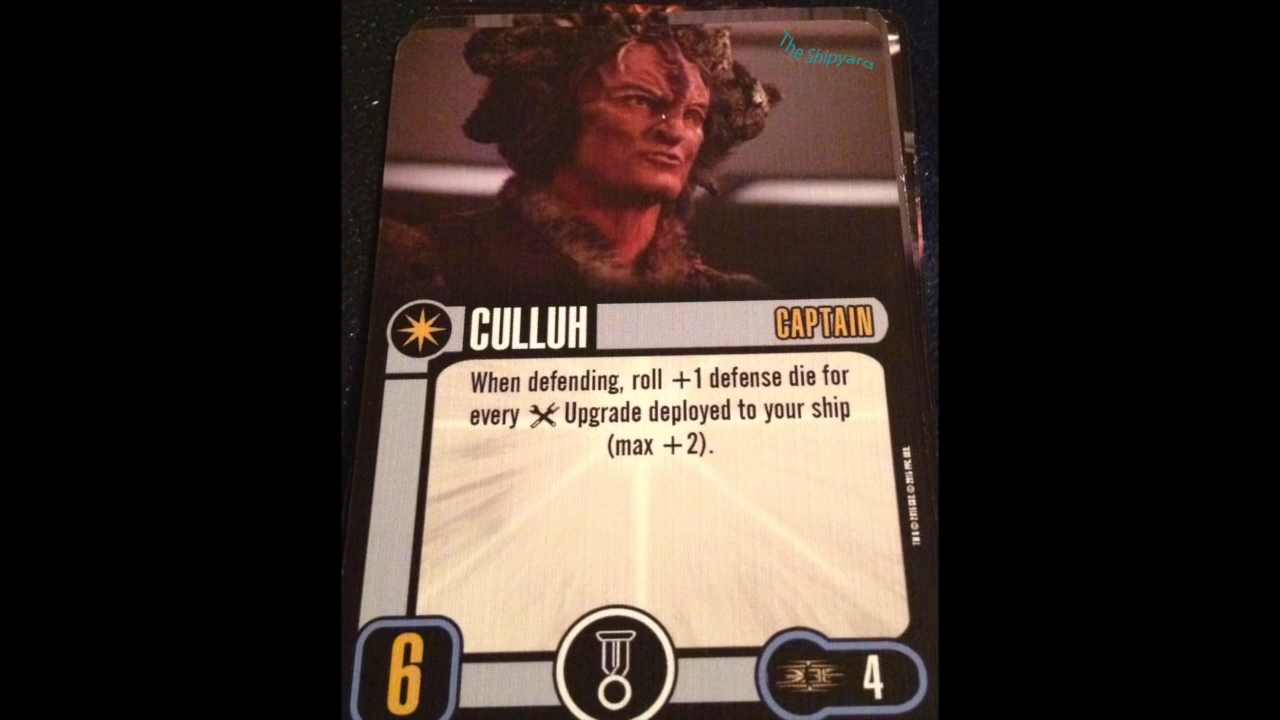 The Shipyard
CULLUH
CAPTAIN
When defending, roll +1 defense die for
every Upgrade deployed to your ship
(max +2).
6
4